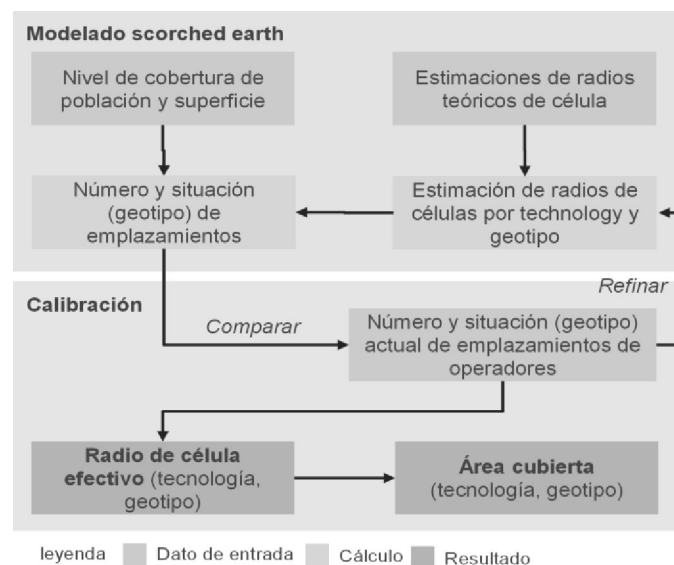 Modelado scorched earth
Nivel de cobertura de
población y superficie
Estimaciones de radios
teóricos de célula
Número y situación
(geotipo) de
emplazamientos
Estimación de radios de
células por technology y
geotipo
Refinar
Calibración
Comparar
Número y situación (geotipo)
actual de emplazamientos de
operadores
Radio de célula
efectivo (tecnología,
geotipo)
Área cubierta
(tecnología, geotipo)
leyenda Dato de entrada Cálculo Resultado